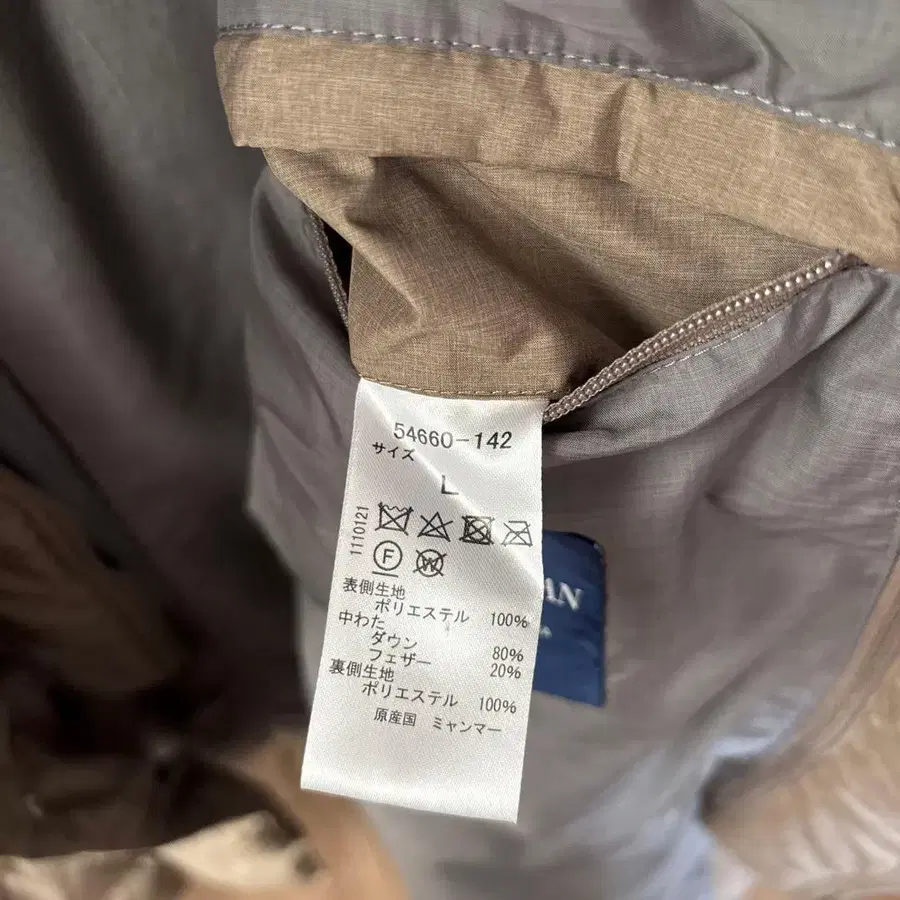 54660-142
サイズ
L
1110121
F
W
表側生地
ポリエステル 100%
中わた
ダウン 80%
フェザー 20%
裏側生地
ポリエステル 100%
原産国 ミャンマー
AN